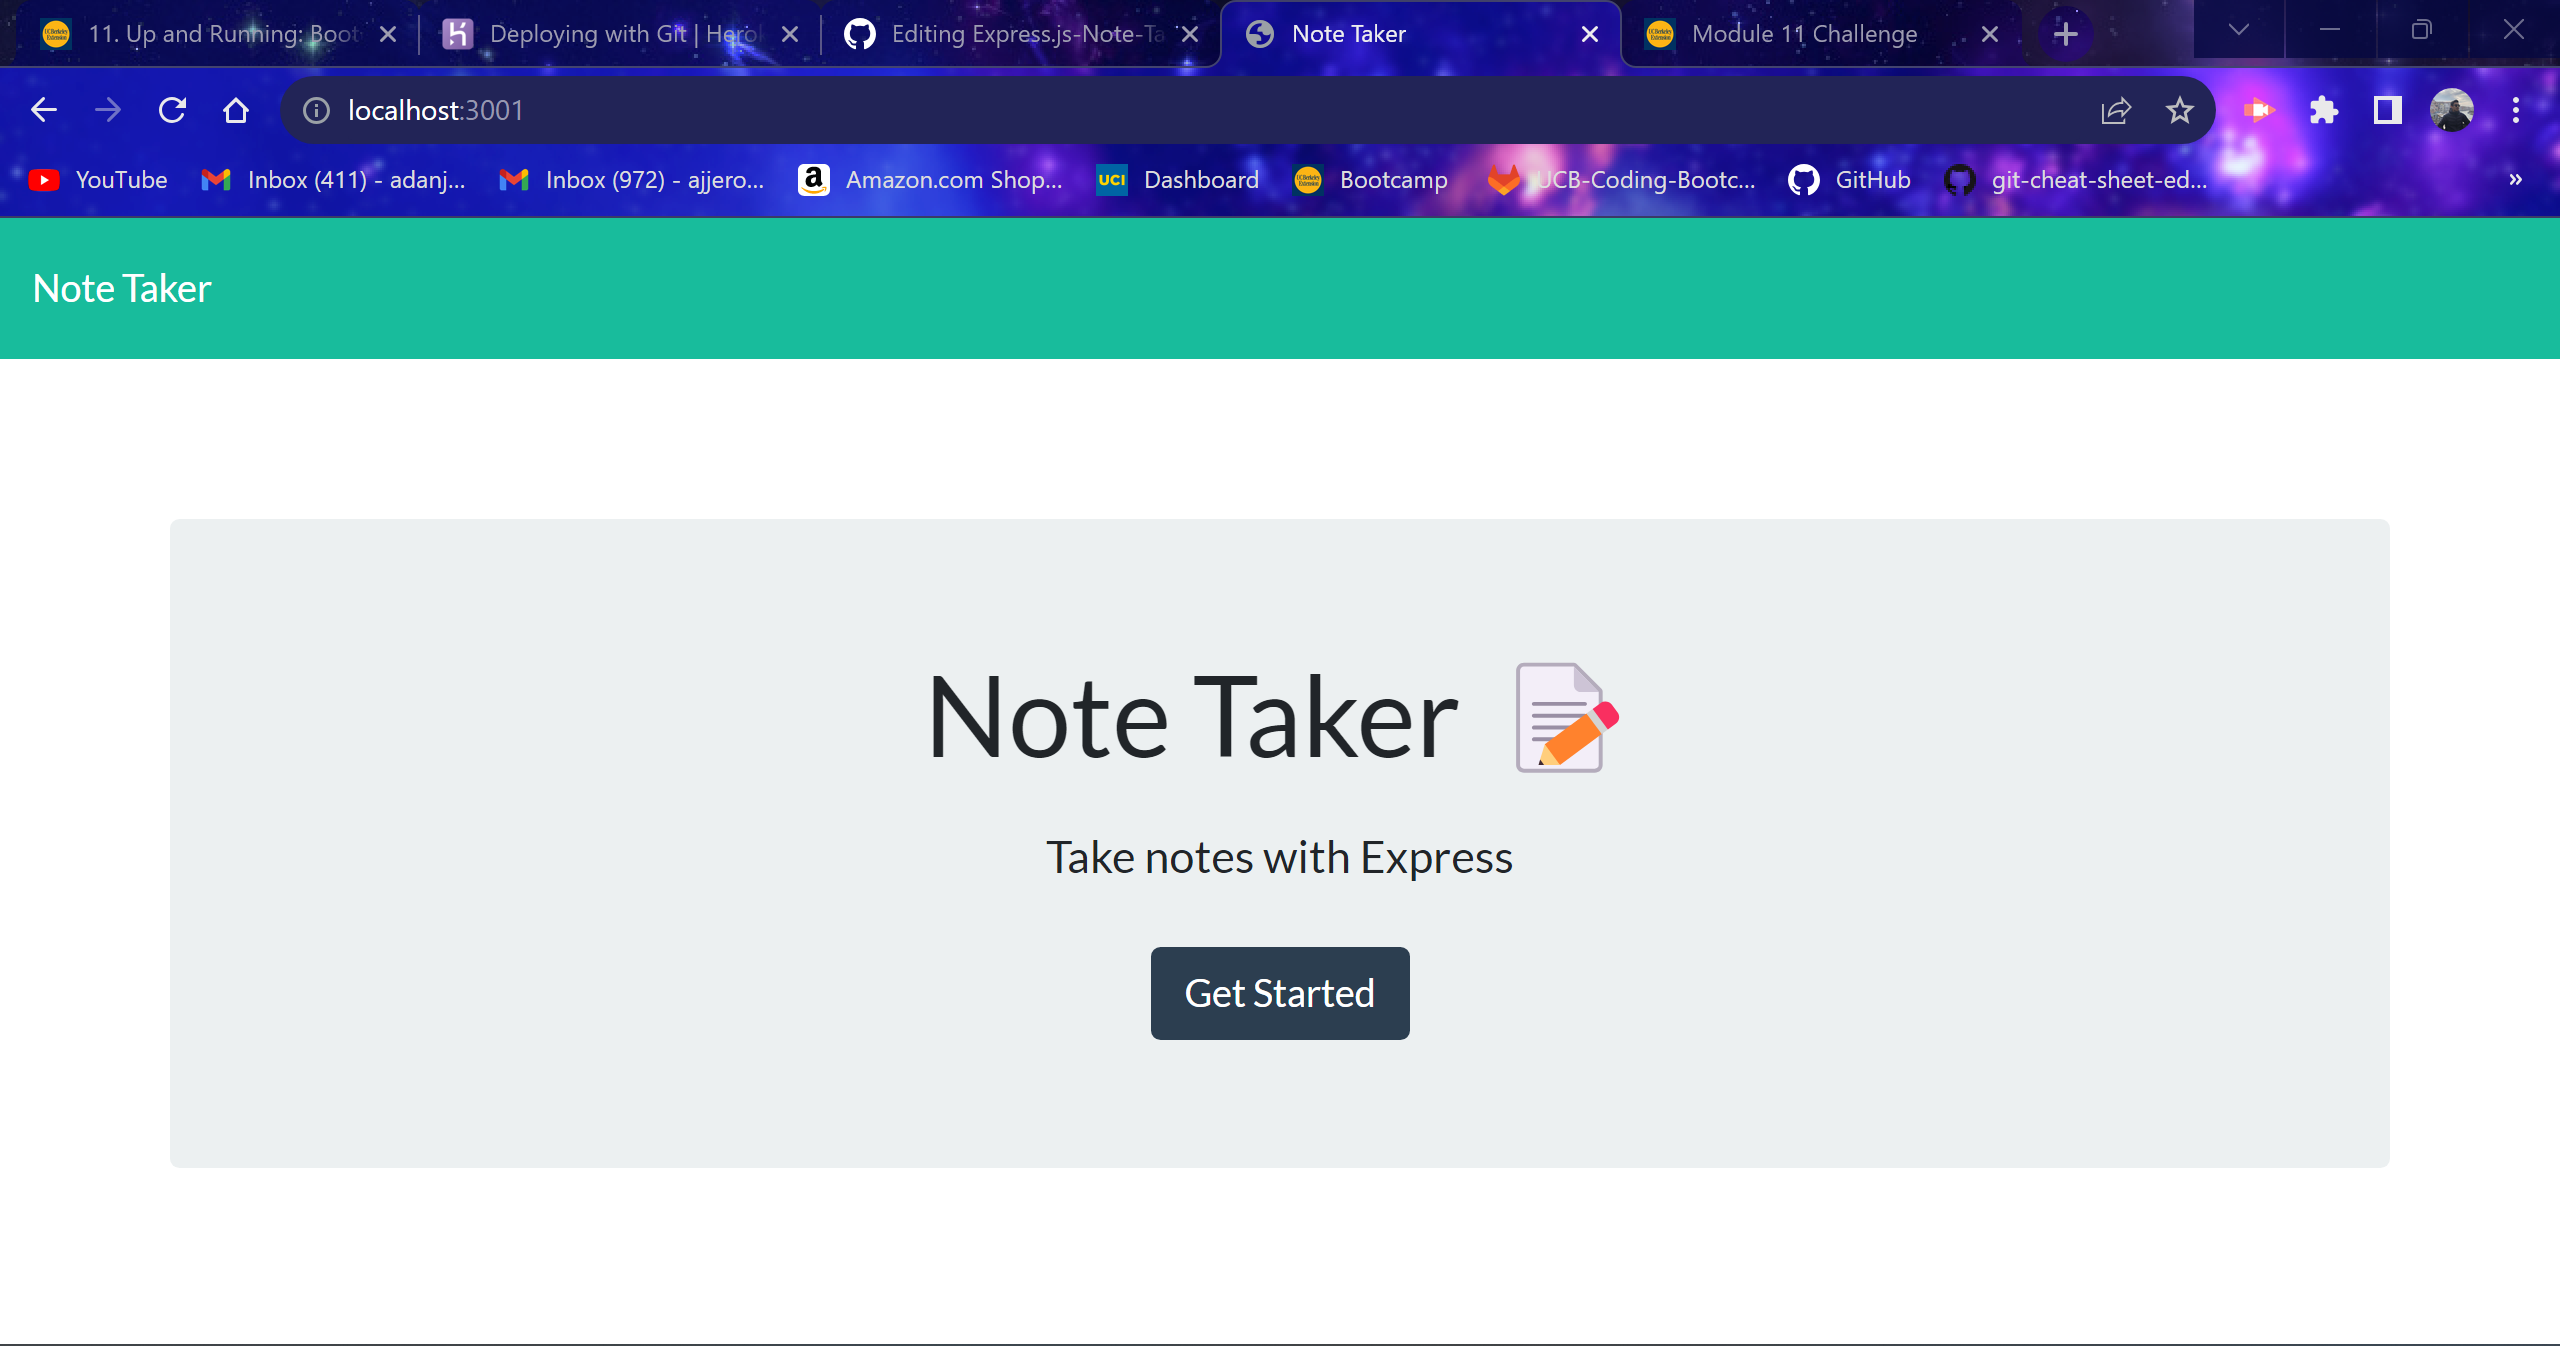 11. Up and Running: Boot
Deploying with Git | Hero
Editing Express.js-Note-Ta
Note Taker
Module 11 Challenge
localhost:3001
YouTube
Inbox (411) - adanj...
Inbox (972) - ajjero...
Amazon.com Shop...
UCI
Dashboard
Bootcamp
UCB-Coding-Bootc...
GitHub
git-cheat-sheet-ed...
Note Taker
Note Taker
Take notes with Express
Get Started